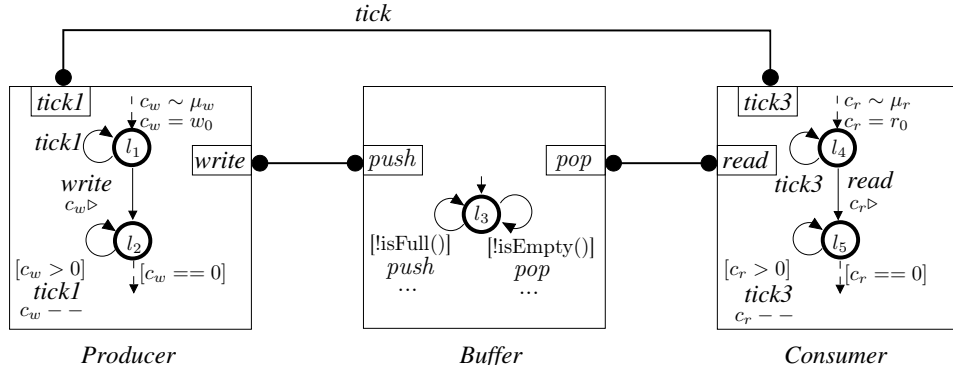 tick
tick1
c_w ∼ μ_w
c_w = w_0
tick1
l_1
write
write
c_w ▷
l_2
[c_w > 0]
[c_w == 0]
tick1
c_w − −
Producer
push
pop
l_3
[!isFull()]
[!isEmpty()]
push
pop
...
...
Buffer
tick3
c_r ∼ μ_r
c_r = r_0
l_4
read
tick3
read
c_r ▷
l_5
[c_r > 0]
[c_r == 0]
tick3
c_r − −
Consumer